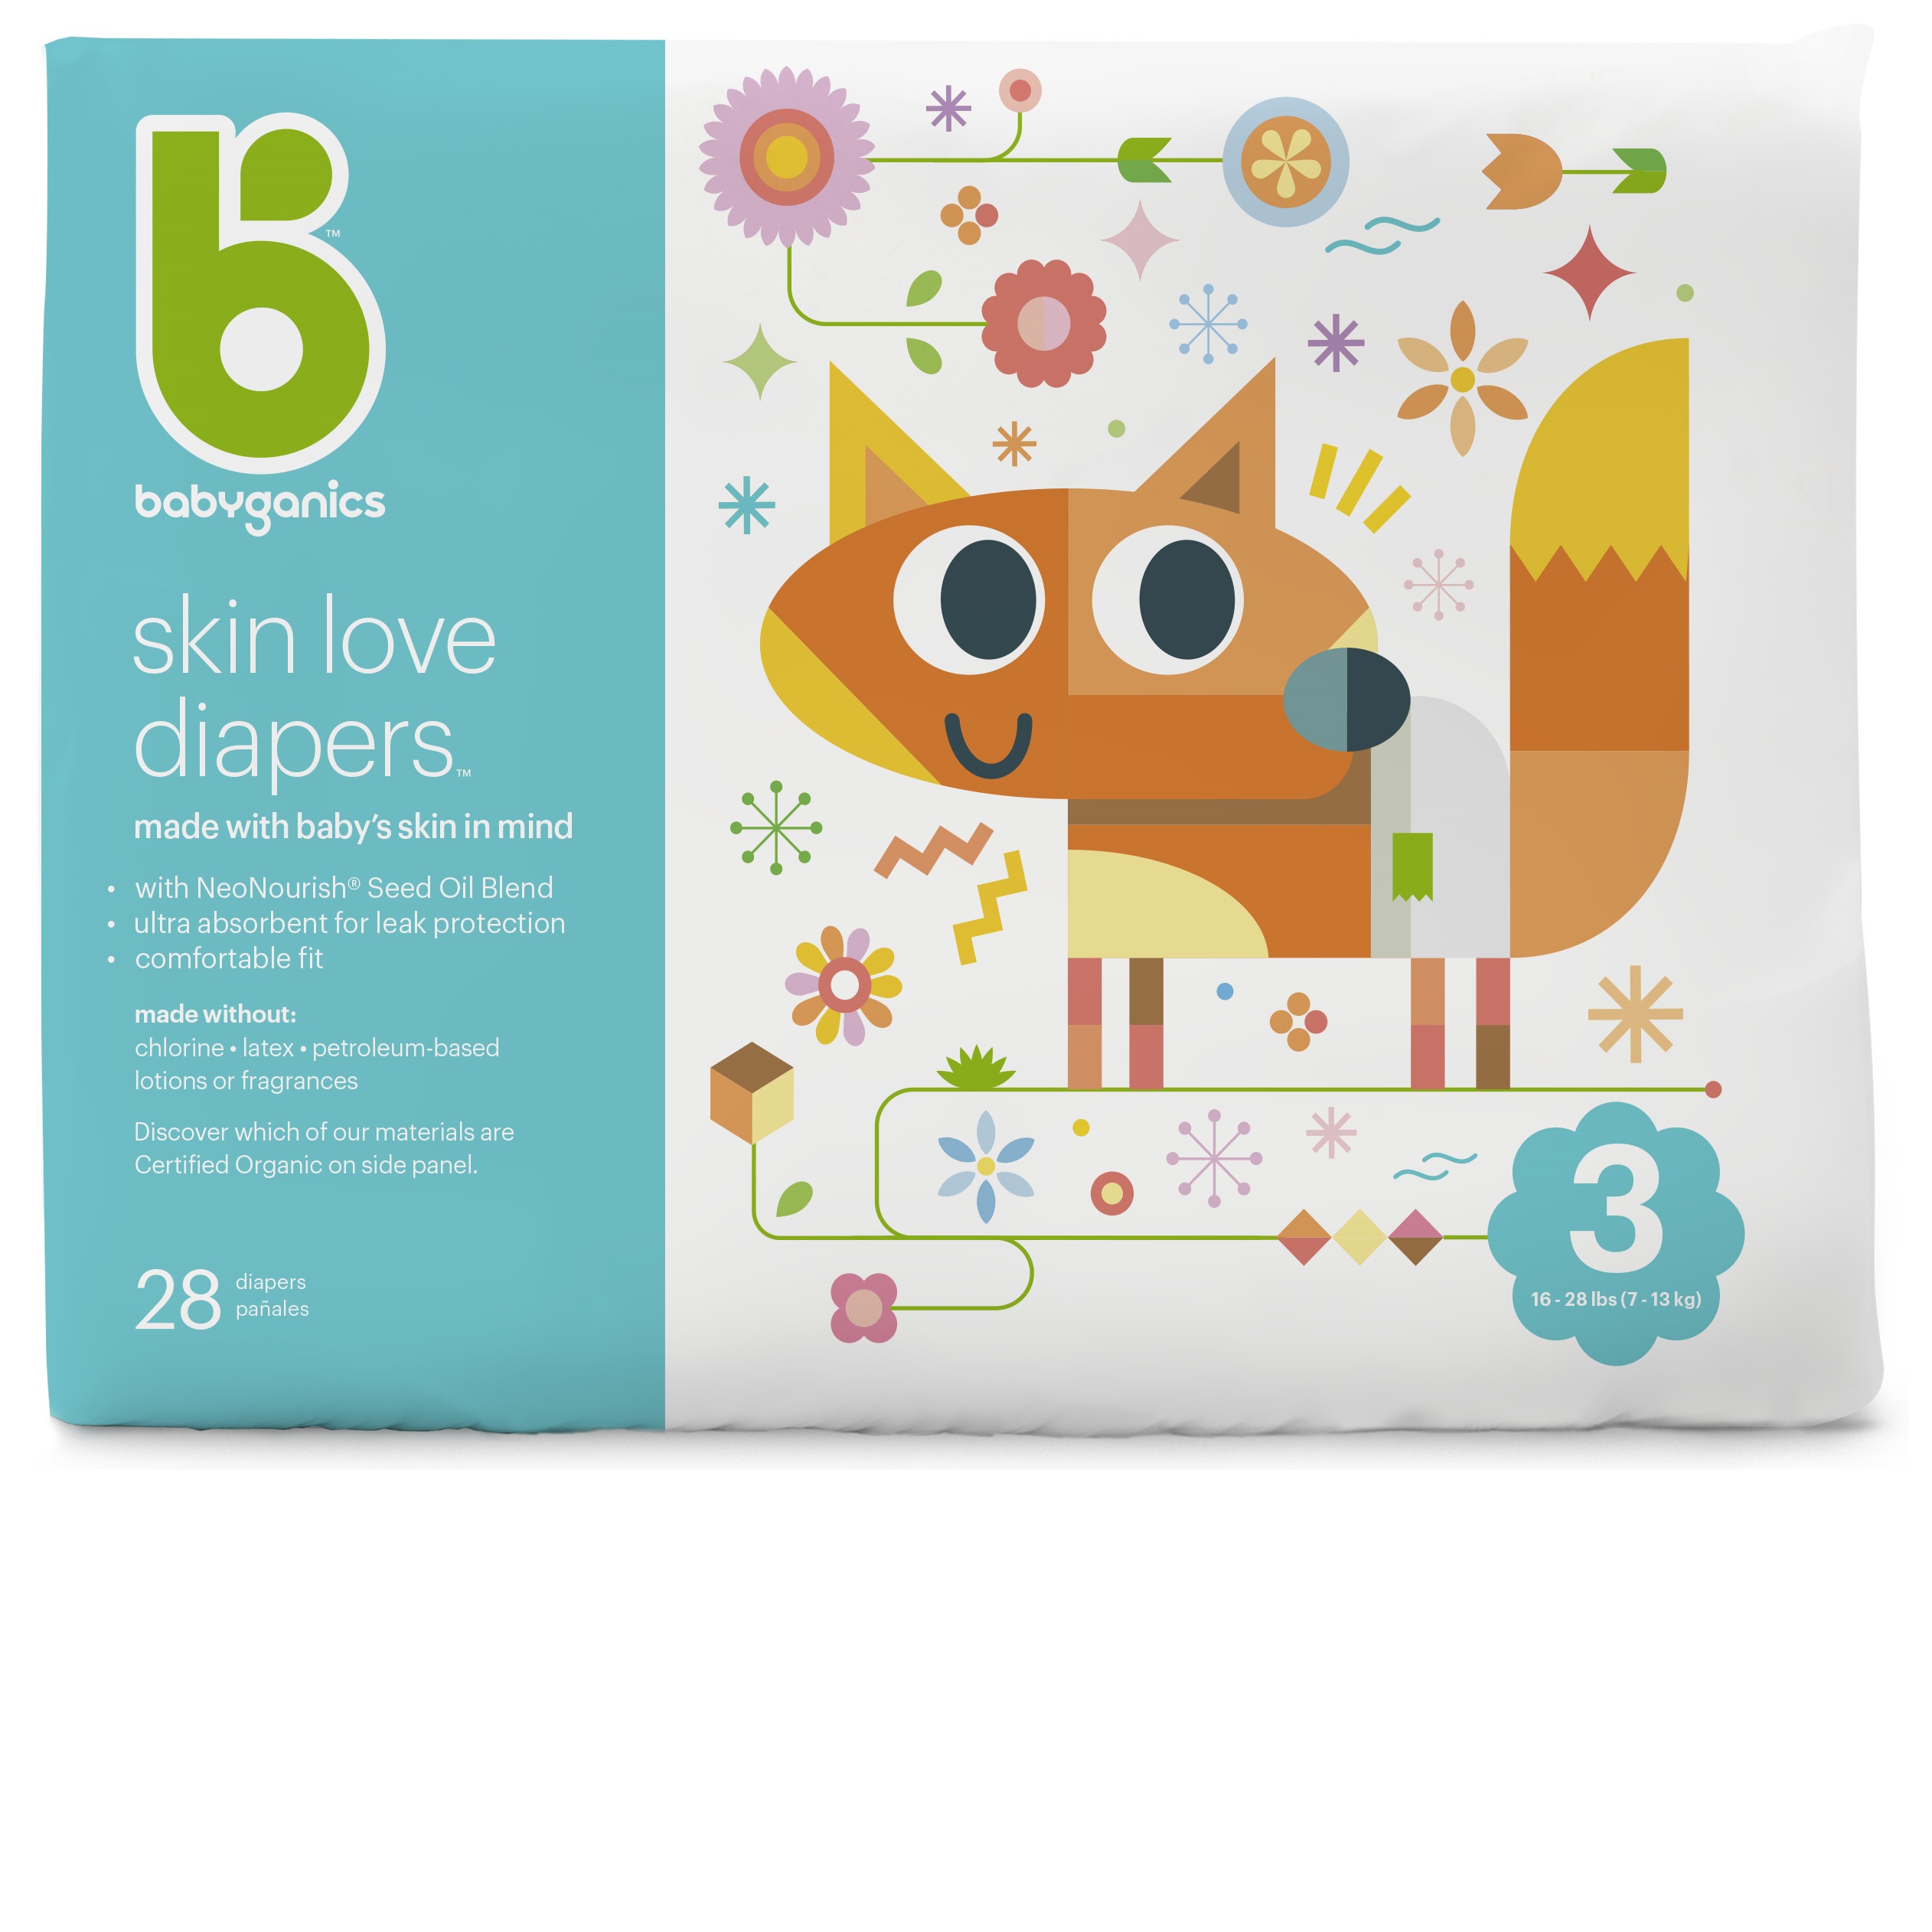 b
™
babyganics
skin love
diapers™
made with baby's skin in mind
• with NeoNourish® Seed Oil Blend
• ultra absorbent for leak protection
• comfortable fit
made without:
chlorine • latex • petroleum-based
lotions or fragrances
Discover which of our materials are
Certified Organic on side panel.
28 diapers
pañales
3
16 - 28 lbs (7 - 13 kg)